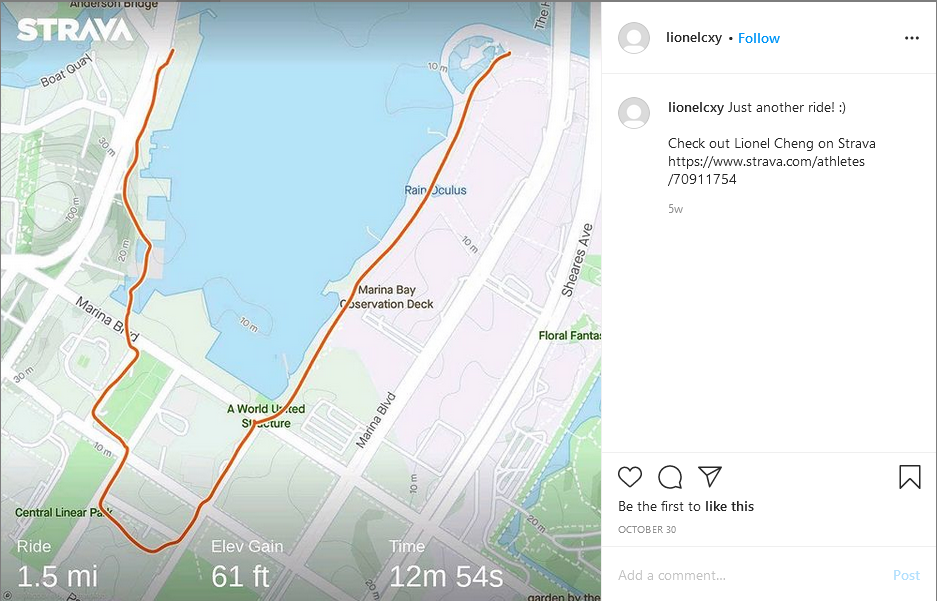 Anderson Bridge
STRAVA
The H
Boat Quay
10 m
30 m
100 m
20 m
Rain Oculus
10 m
Sheares Ave
Marina Bay
Observation Deck
Marina Blvd
10 m
Floral Fantas
30 m
A World United
Structure
Marina Blvd
10 m
10 m
Central Linear Park
20 m
Ride
Elev Gain
Time
1.5 mi
61 ft
12m 54s
20 m
garden by the
lionelcxy • Follow
lionelcxy Just another ride! :)
Check out Lionel Cheng on Strava
https://www.strava.com/athletes
/70911754
5w
Be the first to like this
OCTOBER 30
Add a comment...
Post